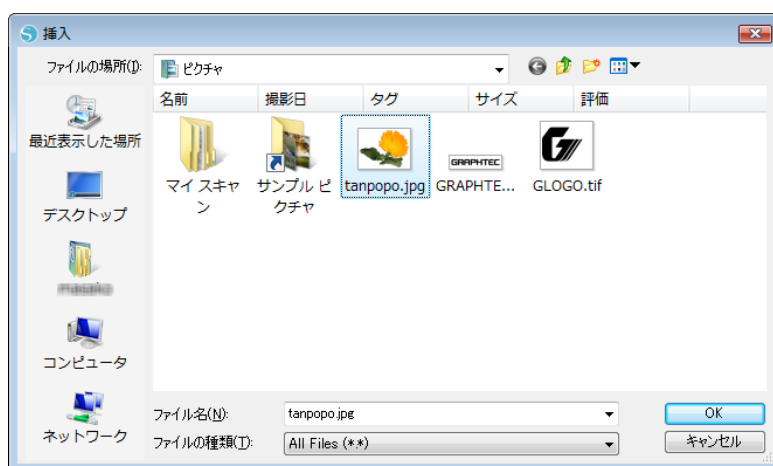 挿入
ファイルの場所(I):
ピクチャ
名前
撮影日
タグ
サイズ
評価
最近表示した場所
デスクトップ
コンピュータ
ネットワーク
マイ スキャ
ン
サンプル ピ
クチャ
tanpopo.jpg
GRAPHTEC
GRAPHTE...
GLOGO.tif
ファイル名(N):
tanpopo.jpg
OK
ファイルの種類(T):
All Files (*.*)
キャンセル